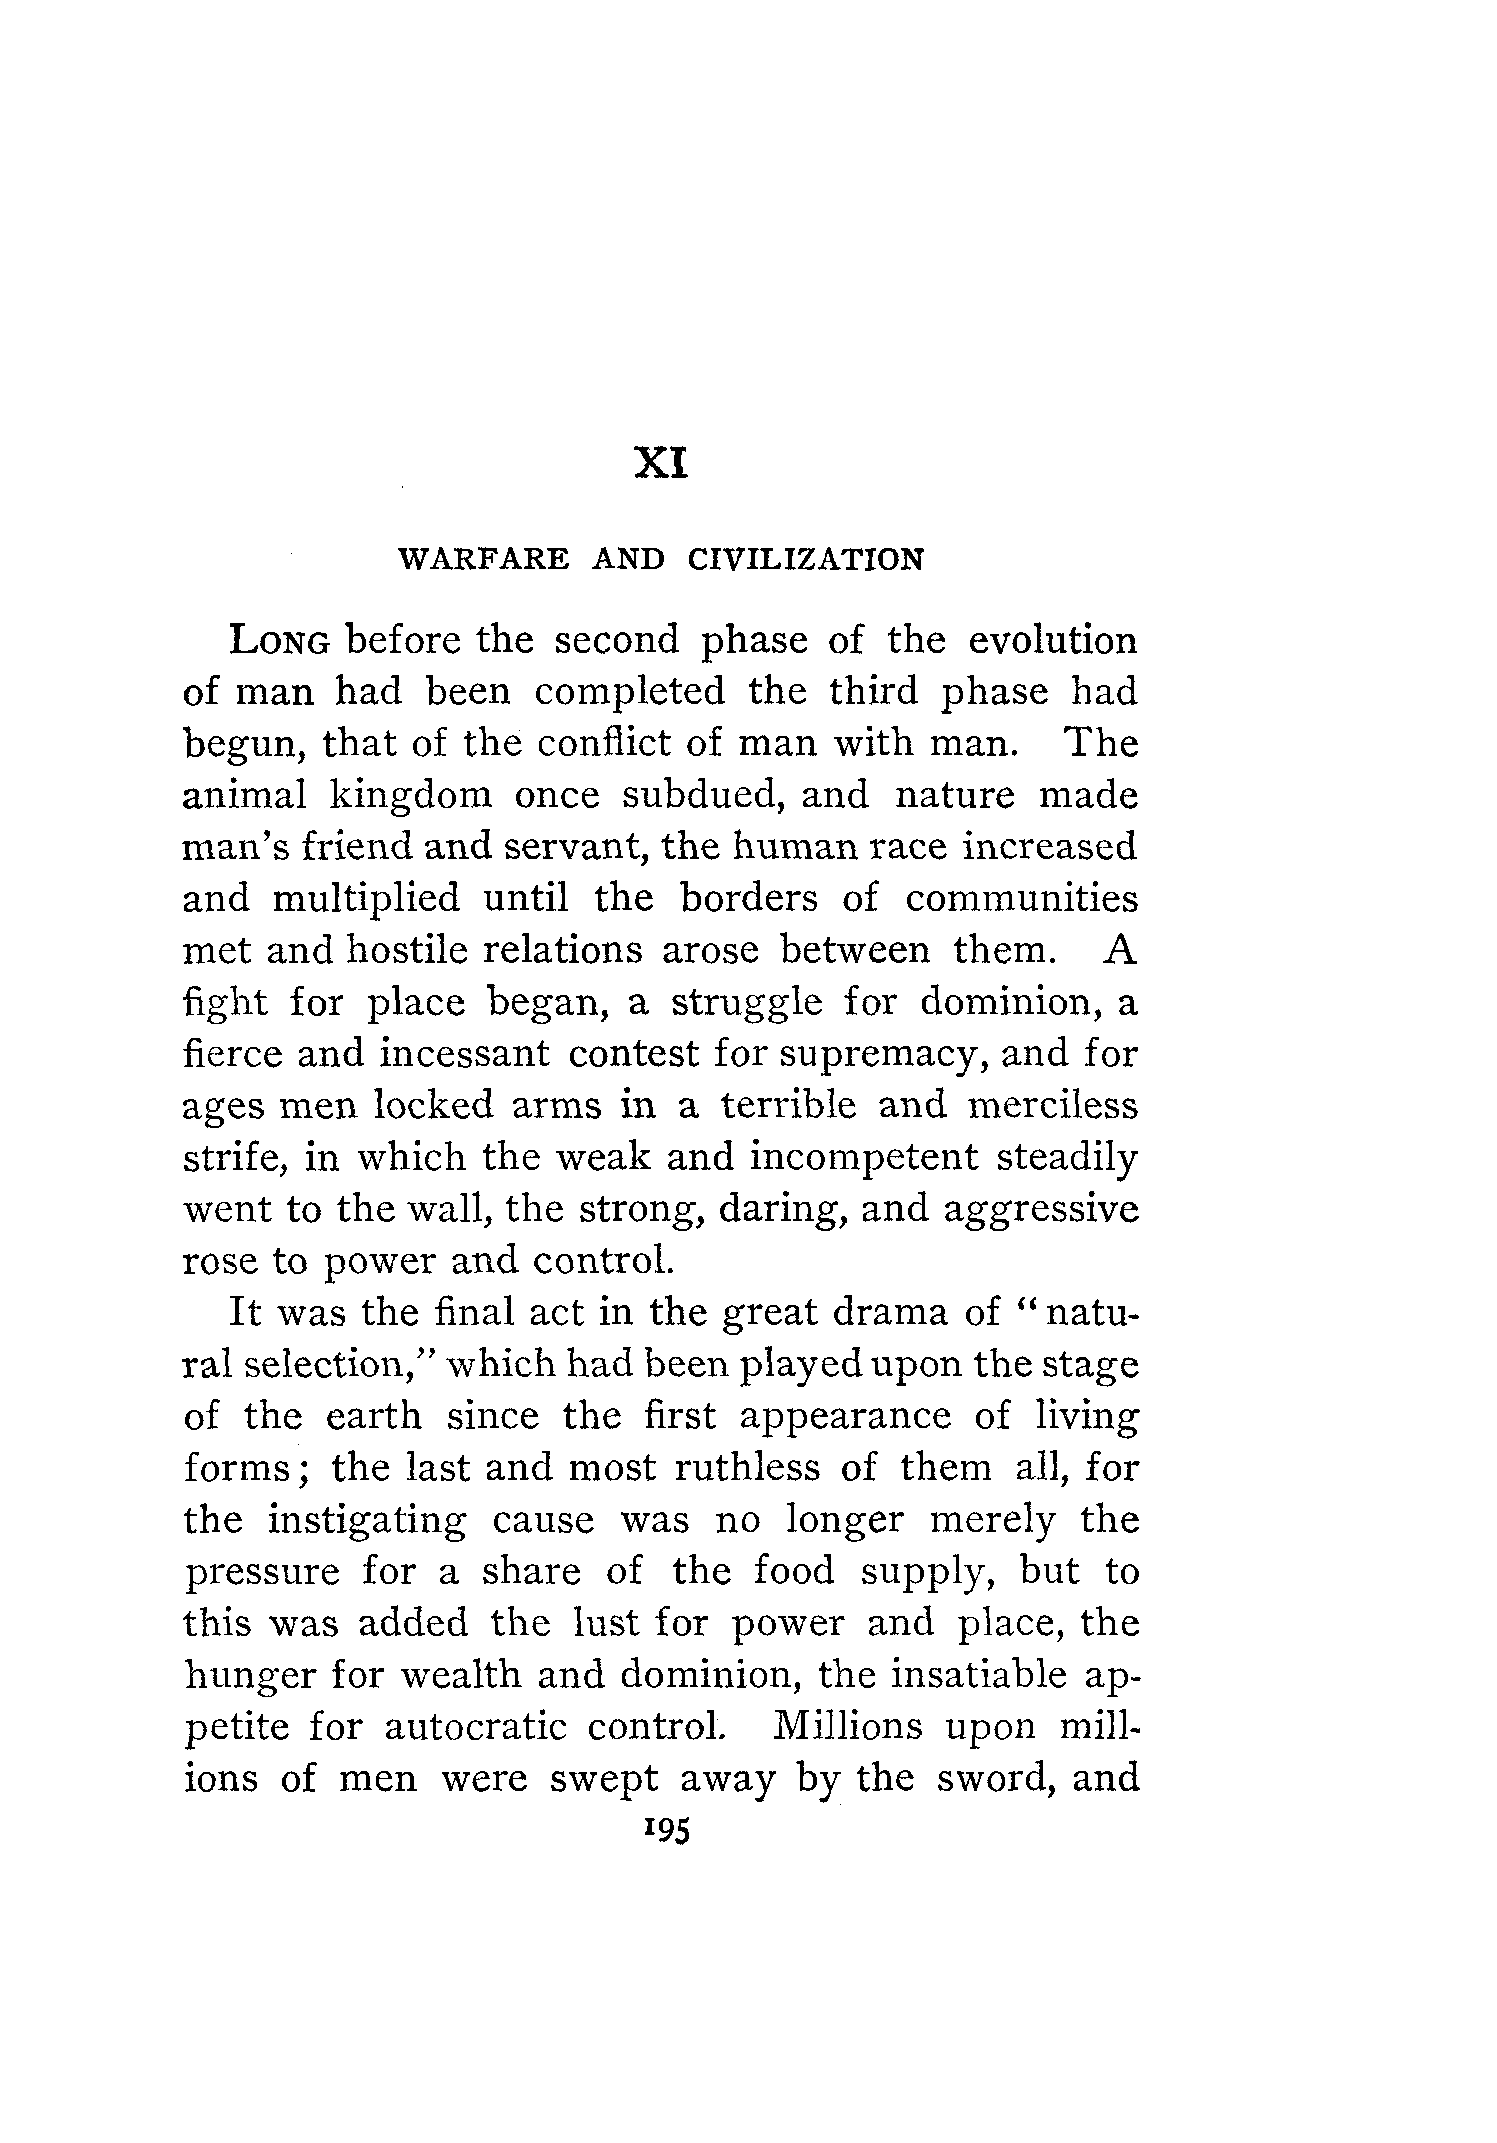 XI
WARFARE AND CIVILIZATION
LONG before the second phase of the evolution
of man had been completed the third phase had
begun, that of the conflict of man with man. The
animal kingdom once subdued, and nature made
man's friend and servant, the human race increased
and multiplied until the borders of communities
met and hostile relations arose between them. A
fight for place began, a struggle for dominion, a
fierce and incessant contest for supremacy, and for
ages men locked arms in a terrible and merciless
strife, in which the weak and incompetent steadily
went to the wall, the strong, daring, and aggressive
rose to power and control.
It was the final act in the great drama of "natu-
ral selection," which had been played upon the stage
of the earth since the first appearance of living
forms; the last and most ruthless of them all, for
the instigating cause was no longer merely the
pressure for a share of the food supply, but to
this was added the lust for power and place, the
hunger for wealth and dominion, the insatiable ap-
petite for autocratic control. Millions upon mill-
ions of men were swept away by the sword, and
195